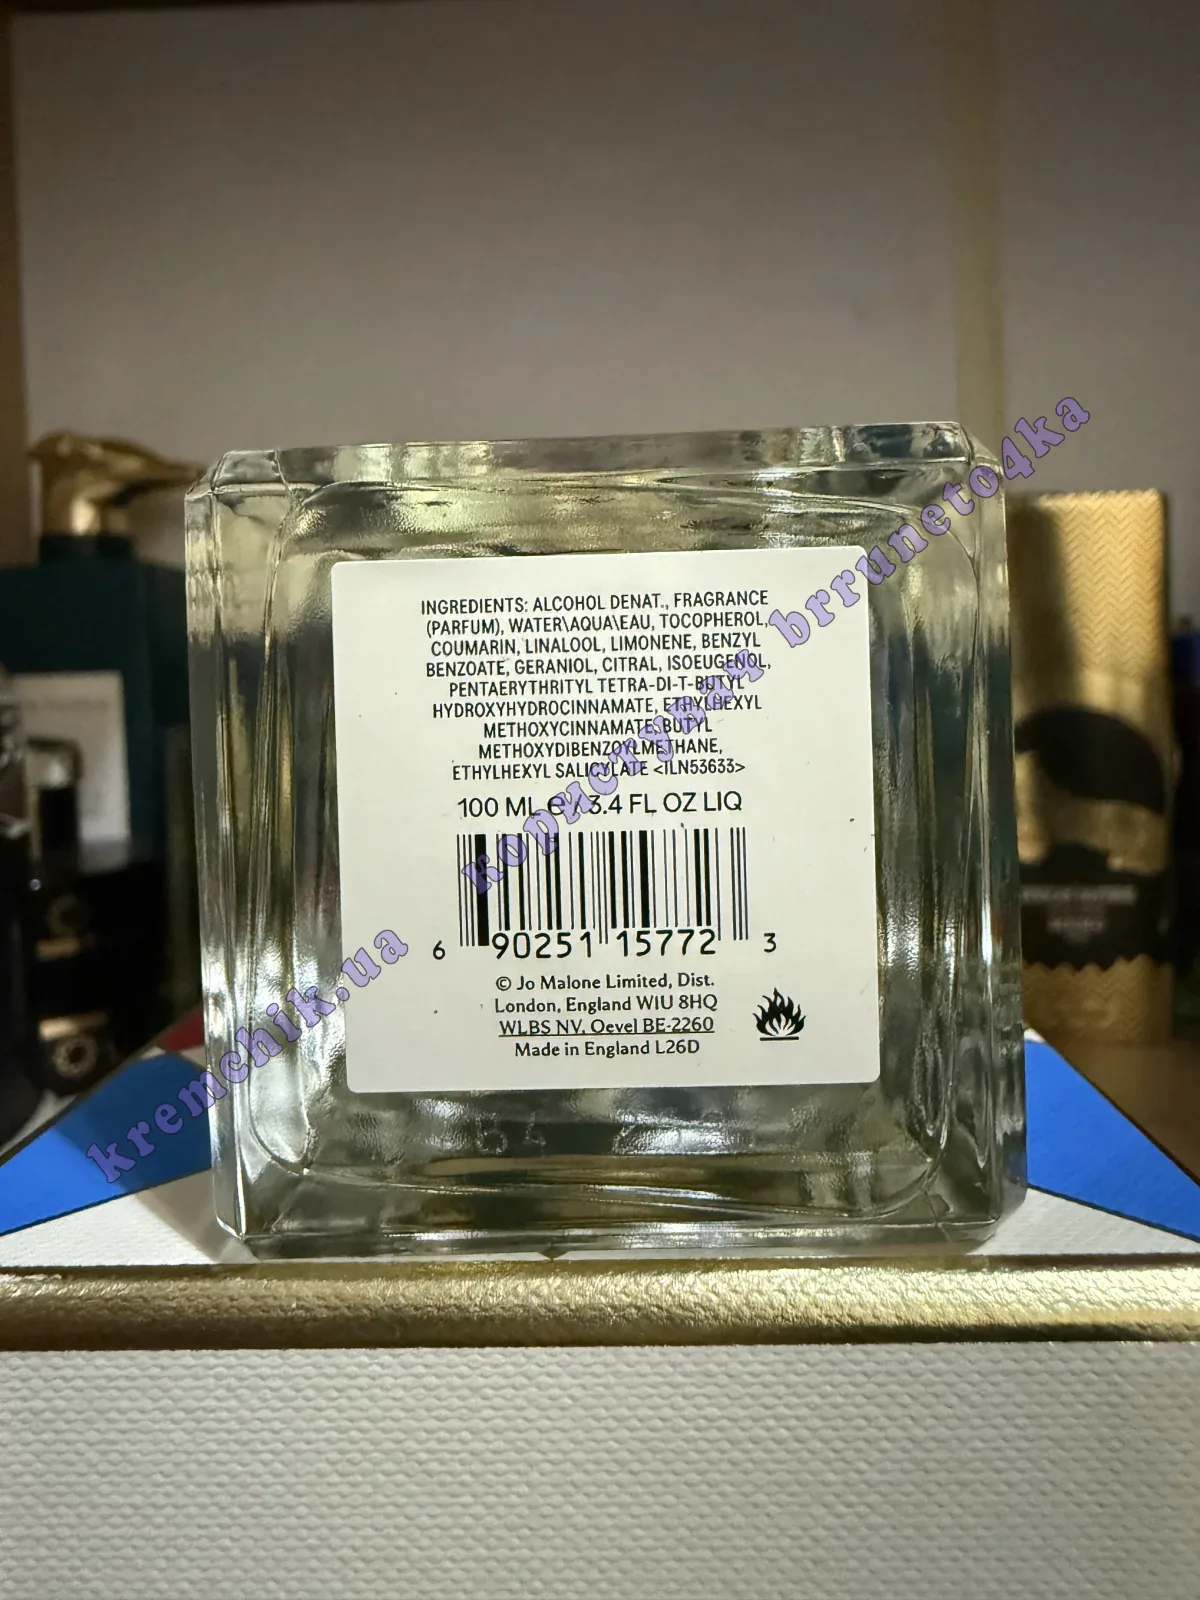 INGREDIENTS: ALCOHOL DENAT., FRAGRANCE
(PARFUM), WATER\AQUA\EAU, TOCOPHEROL,
COUMARIN, LINALOOL, LIMONENE, BENZYL
BENZOATE, GERANIOL, CITRAL, ISOEUGENOL,
PENTAERYTHRITYL TETRA-DI-T-BUTYL
HYDROXYHYDROCINNAMATE, ETHYLHEXYL
METHOXYCINNAMATE, BUTYL
METHOXYDIBENZOYLMETHANE,
ETHYLHEXYL SALICYLATE <ILN53633>
100 ML e / 3.4 FL OZ LIQ
6 90251 15772 3
© Jo Malone Limited, Dist.
London, England W1U 8HQ
WLBS NV, Oevel BE-2260
Made in England L26D
kremchik.ua користувач brruneto4ka